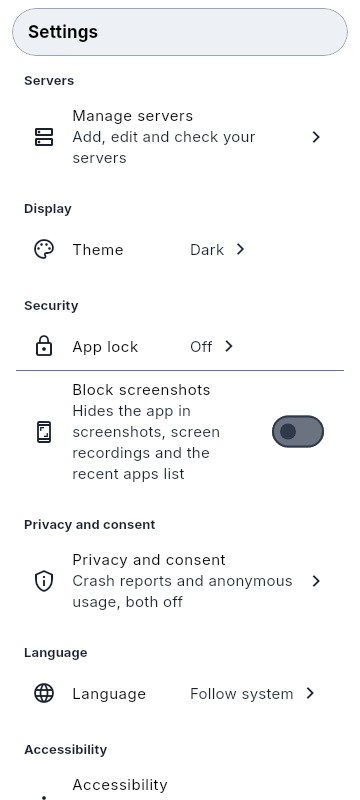 Settings
Servers
Manage servers
Add, edit and check your
servers
Display
Theme
Dark
Security
App lock
Off
Block screenshots
Hides the app in
screenshots, screen
recordings and the
recent apps list
Privacy and consent
Privacy and consent
Crash reports and anonymous
usage, both off
Language
Language
Follow system
Accessibility
Accessibility